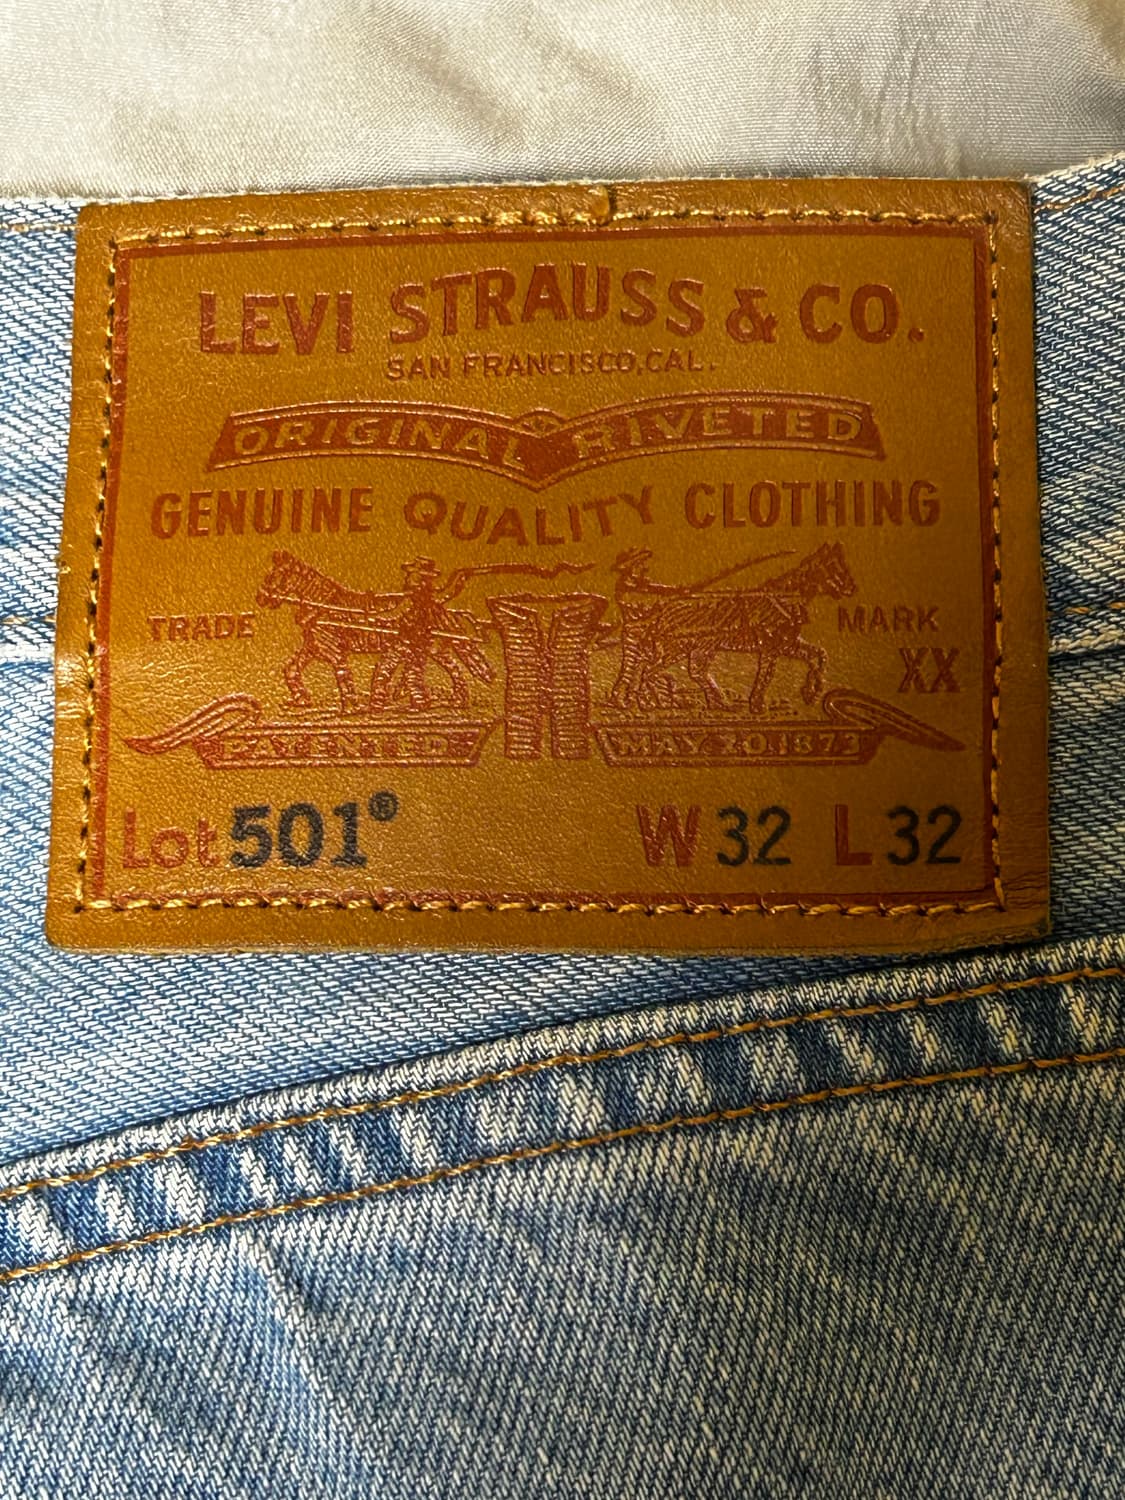 LEVI STRAUSS & CO.
SAN FRANCISCO, CAL.
ORIGINAL RIVETED
GENUINE QUALITY CLOTHING
TRADE MARK
XX
PATENTED MAY 20 1873
Lot 501® W 32 L 32